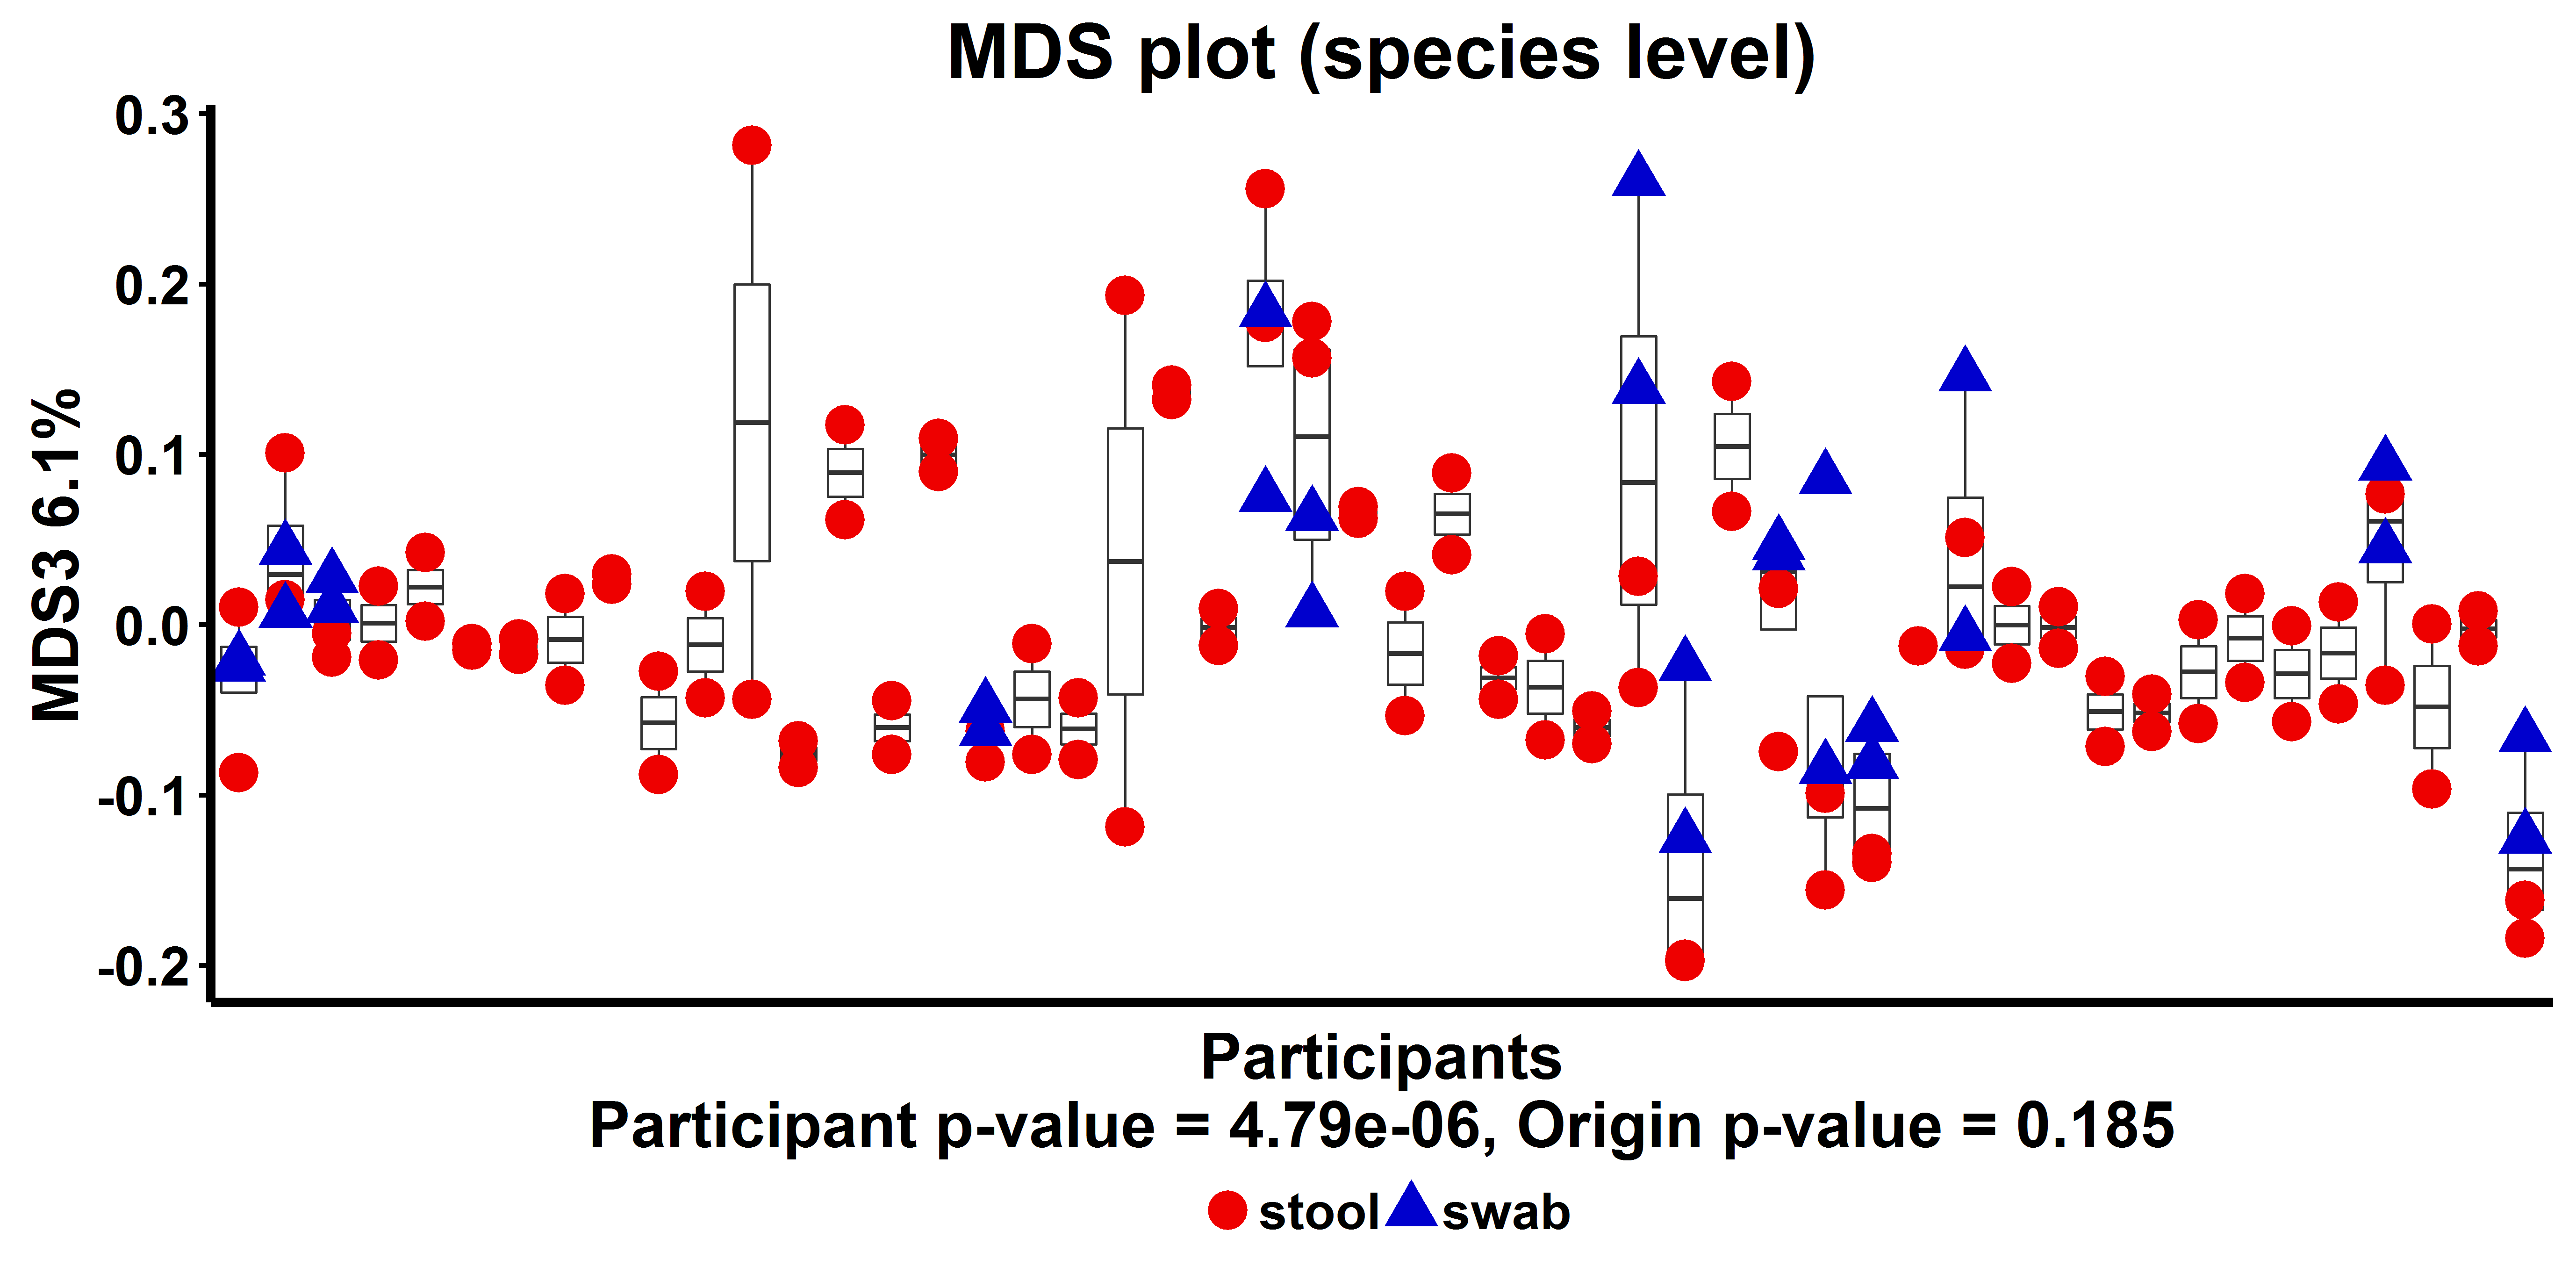 MDS plot (species level)
MDS3 6.1%
0.3
0.2
0.1
0.0
-0.1
-0.2
Participants
Participant p-value = 4.79e-06, Origin p-value = 0.185
stool swab